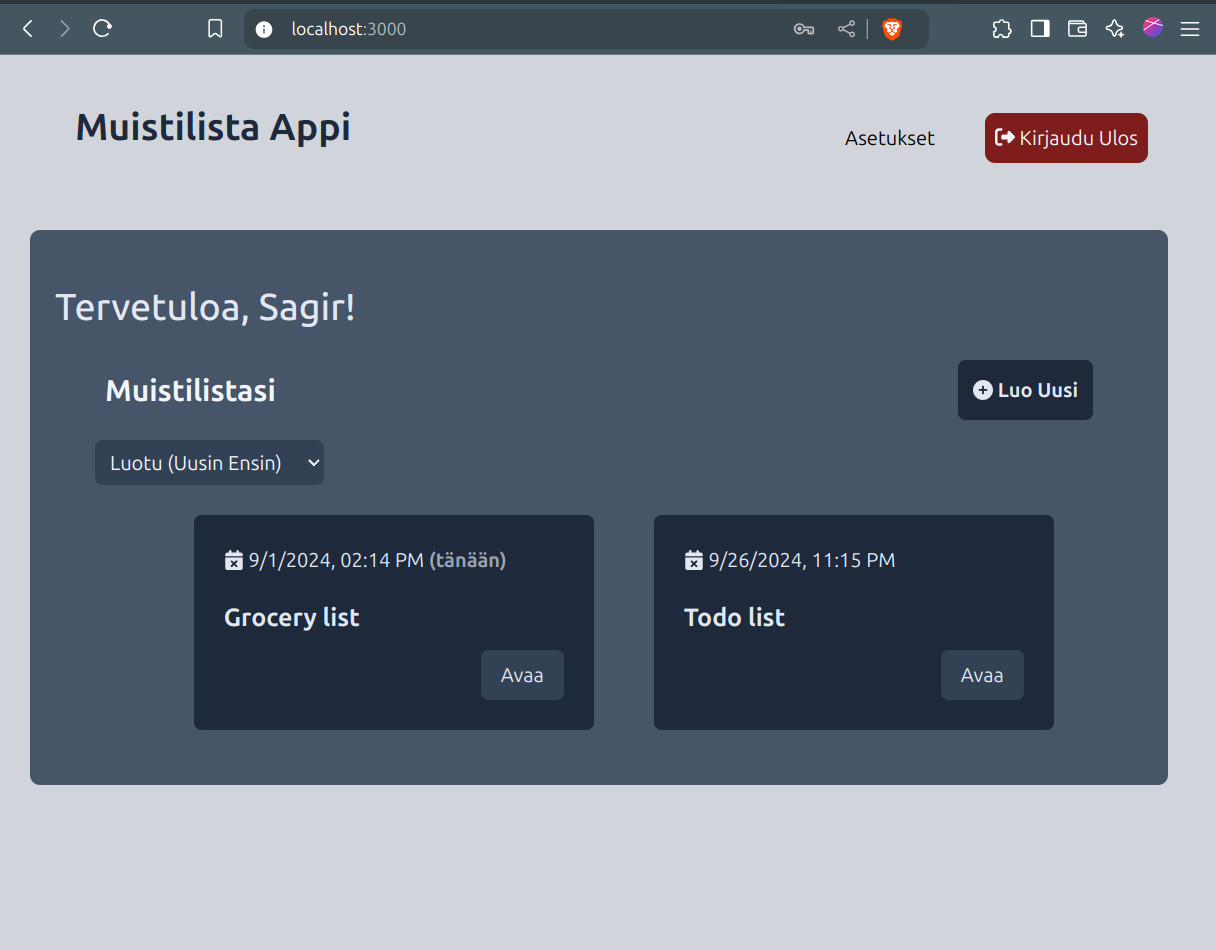 localhost:3000
Muistilista Appi
Asetukset
Kirjaudu Ulos
Tervetuloa, Sagir!
Muistilistasi
Luo Uusi
Luotu (Uusin Ensin)
9/1/2024, 02:14 PM (tänään)
Grocery list
Avaa
9/26/2024, 11:15 PM
Todo list
Avaa